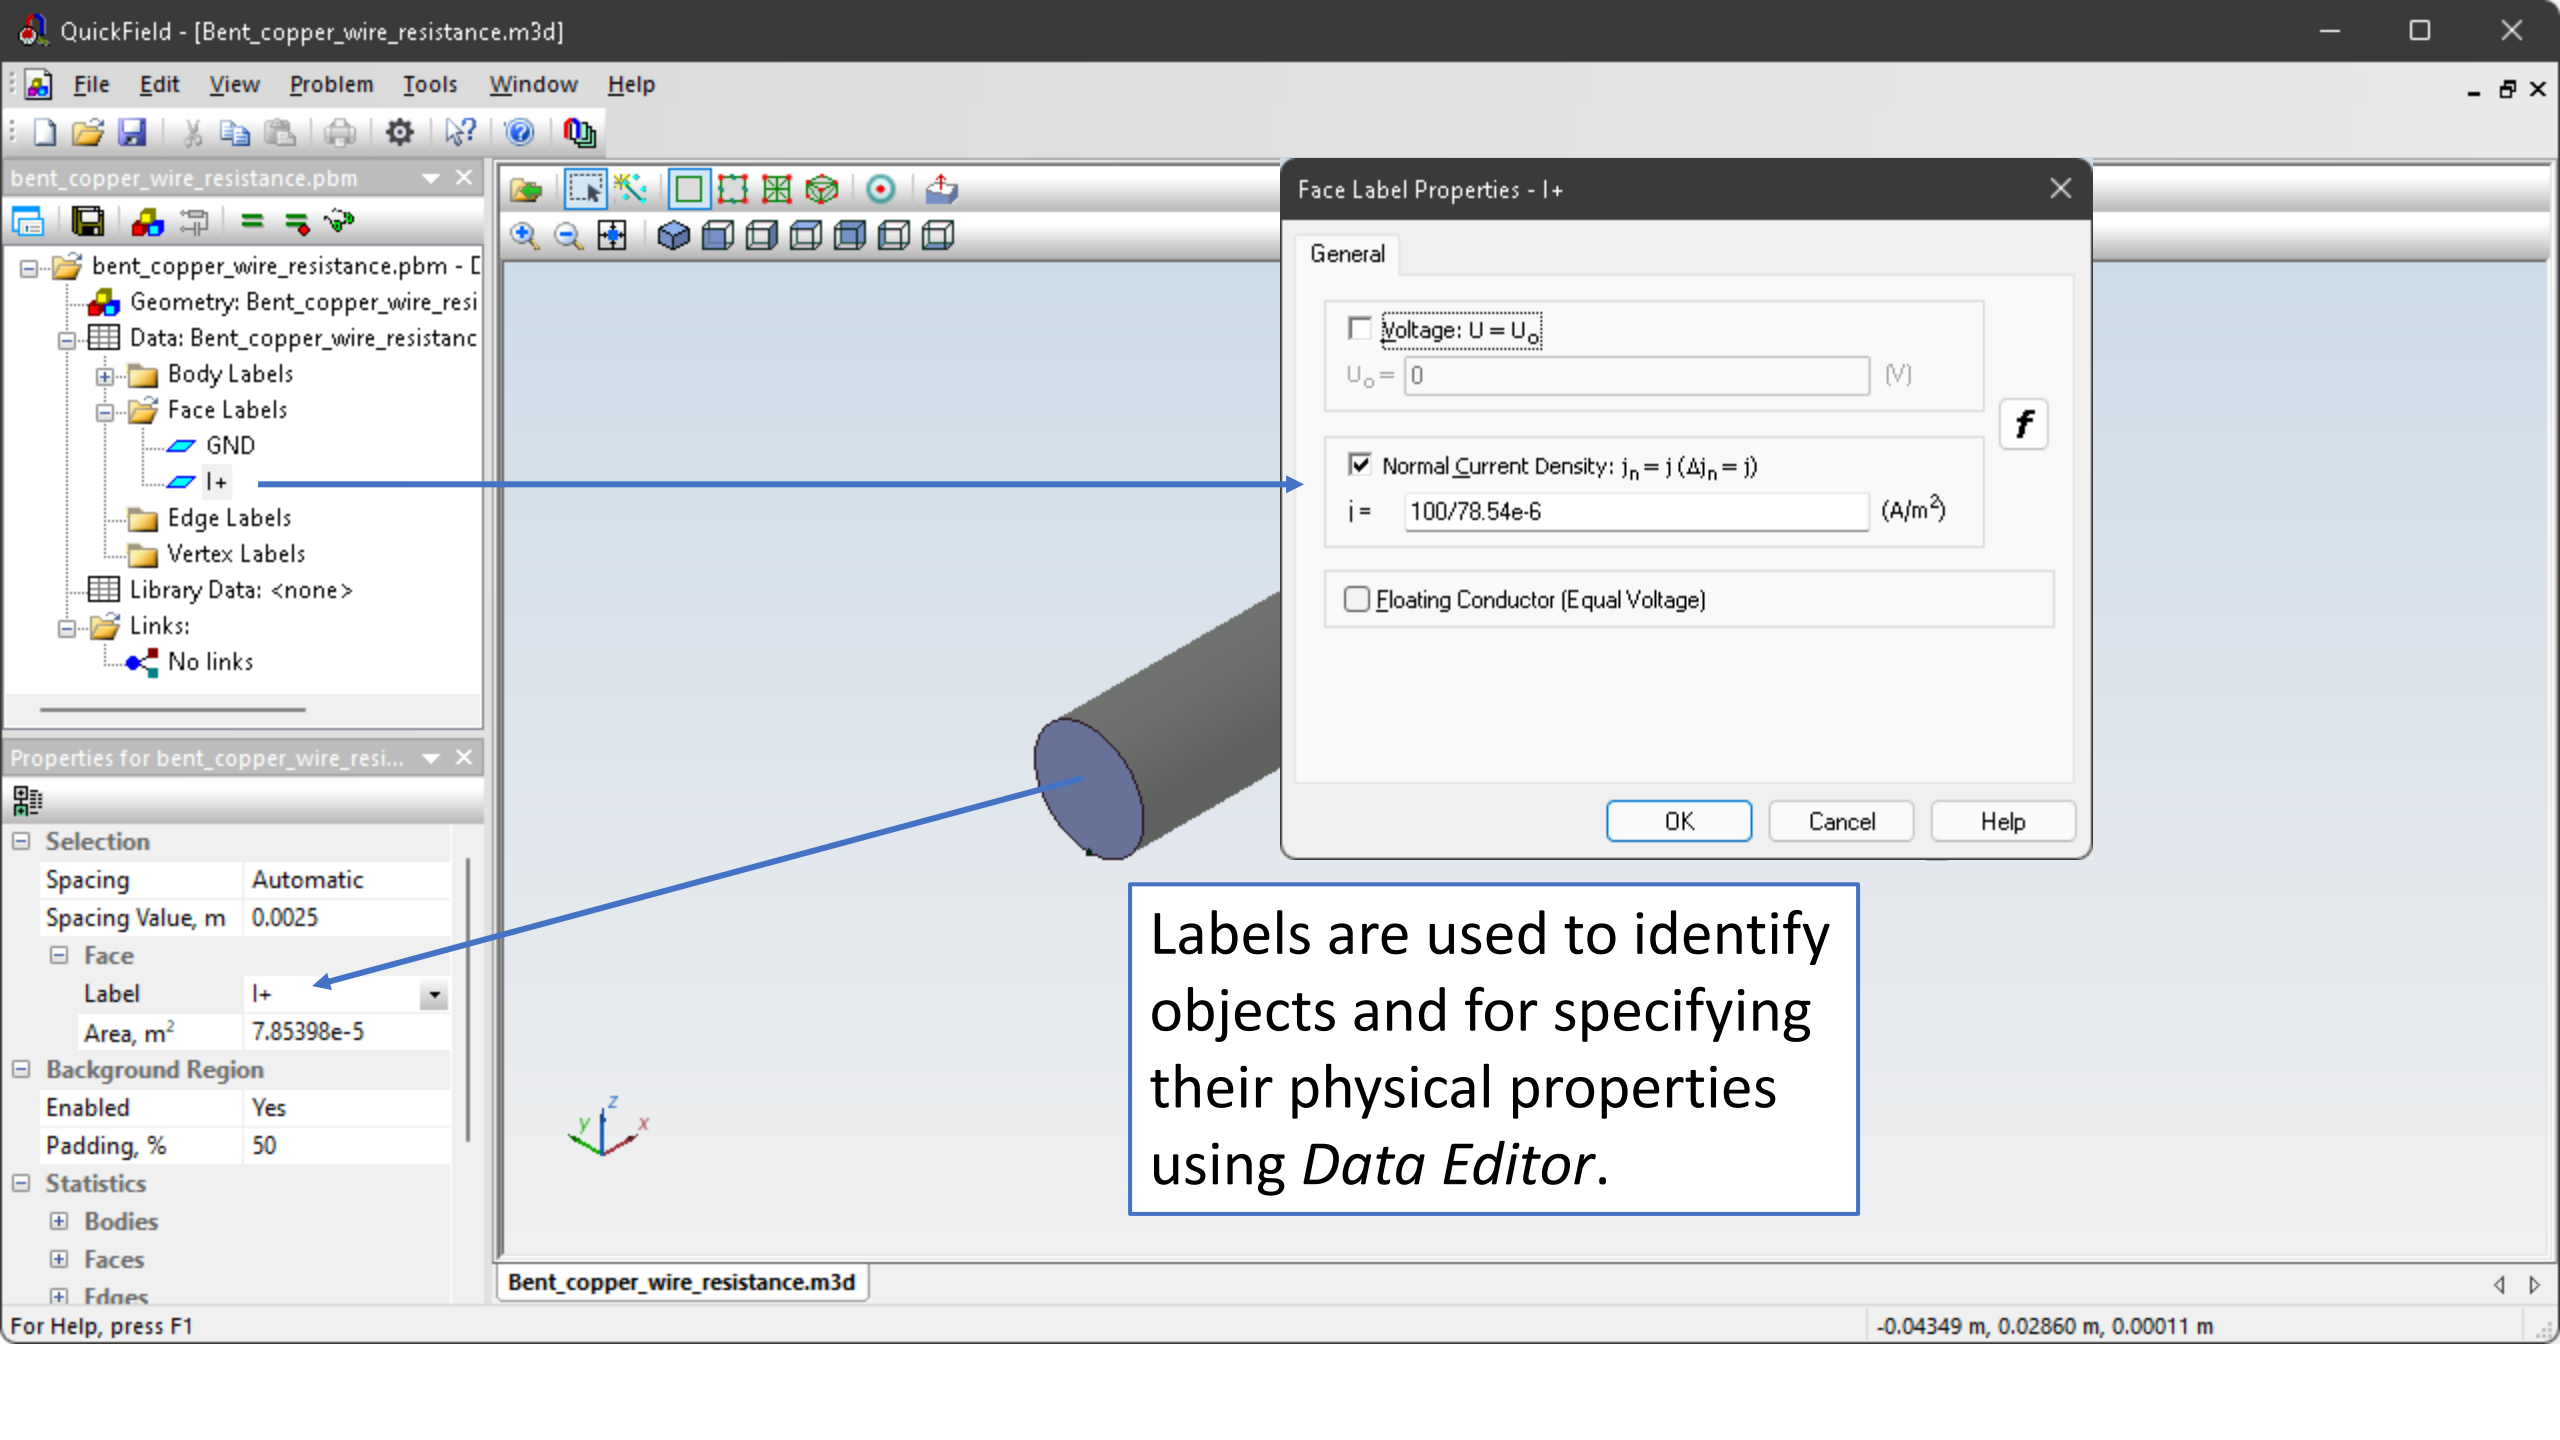 QuickField - [Bent_copper_wire_resistance.m3d]
File Edit View Problem Tools Window Help
bent_copper_wire_resistance.pbm
bent_copper_wire_resistance.pbm - D
Geometry: Bent_copper_wire_resi
Data: Bent_copper_wire_resistanc
Body Labels
Face Labels
GND
I+
Edge Labels
Vertex Labels
Library Data: <none>
Links:
No links
Properties for bent_copper_wire_resi...
Selection
Spacing Automatic
Spacing Value, m 0.0025
Face
Label I+
Area, m² 7.85398e-5
Background Region
Enabled Yes
Padding, % 50
Statistics
Bodies
Faces
Edges
z
y x
Face Label Properties - I+
General
Voltage: U = Uₒ
Uₒ = 0 (V)
f
Normal Current Density: jₙ = j (Δjₙ = j)
j = 100/78.54e-6 (A/m²)
Floating Conductor (Equal Voltage)
OK Cancel Help
Labels are used to identify
objects and for specifying
their physical properties
using Data Editor.
Bent_copper_wire_resistance.m3d
For Help, press F1
-0.04349 m, 0.02860 m, 0.00011 m